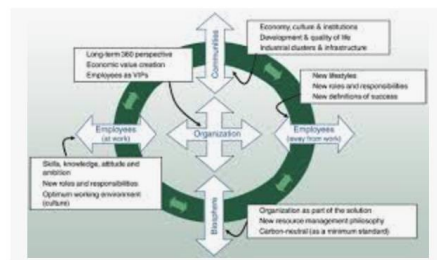 Economy, culture & institutions
Development & quality of life
Industrial clusters & infrastructure
Long-term 360 perspective
Economic value creation
Employees as VIPs
Communities
New lifestyles
New roles and responsibilities
New definitions of success
Employees
(at work)
Organization
Employees
(away from work)
Skills, knowledge, attitude and
ambition
New roles and responsibilities
Optimum working environment
(culture)
Biosphere
Organization as part of the solution
New resource management philosophy
Carbon-neutral (as a minimum standard)